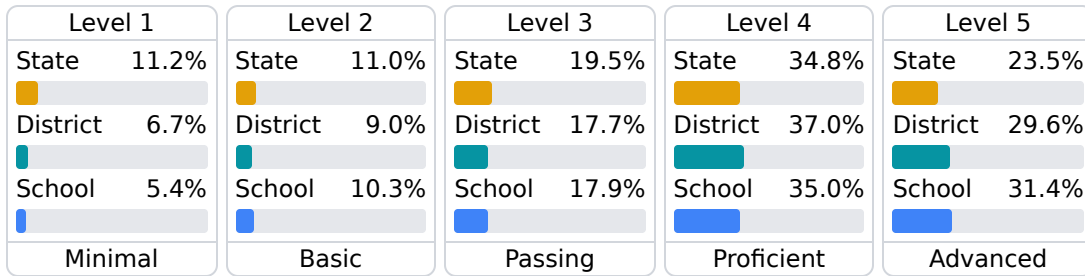 Level 1
State 11.2%
District 6.7%
School 5.4%
Minimal
Level 2
State 11.0%
District 9.0%
School 10.3%
Basic
Level 3
State 19.5%
District 17.7%
School 17.9%
Passing
Level 4
State 34.8%
District 37.0%
School 35.0%
Proficient
Level 5
State 23.5%
District 29.6%
School 31.4%
Advanced